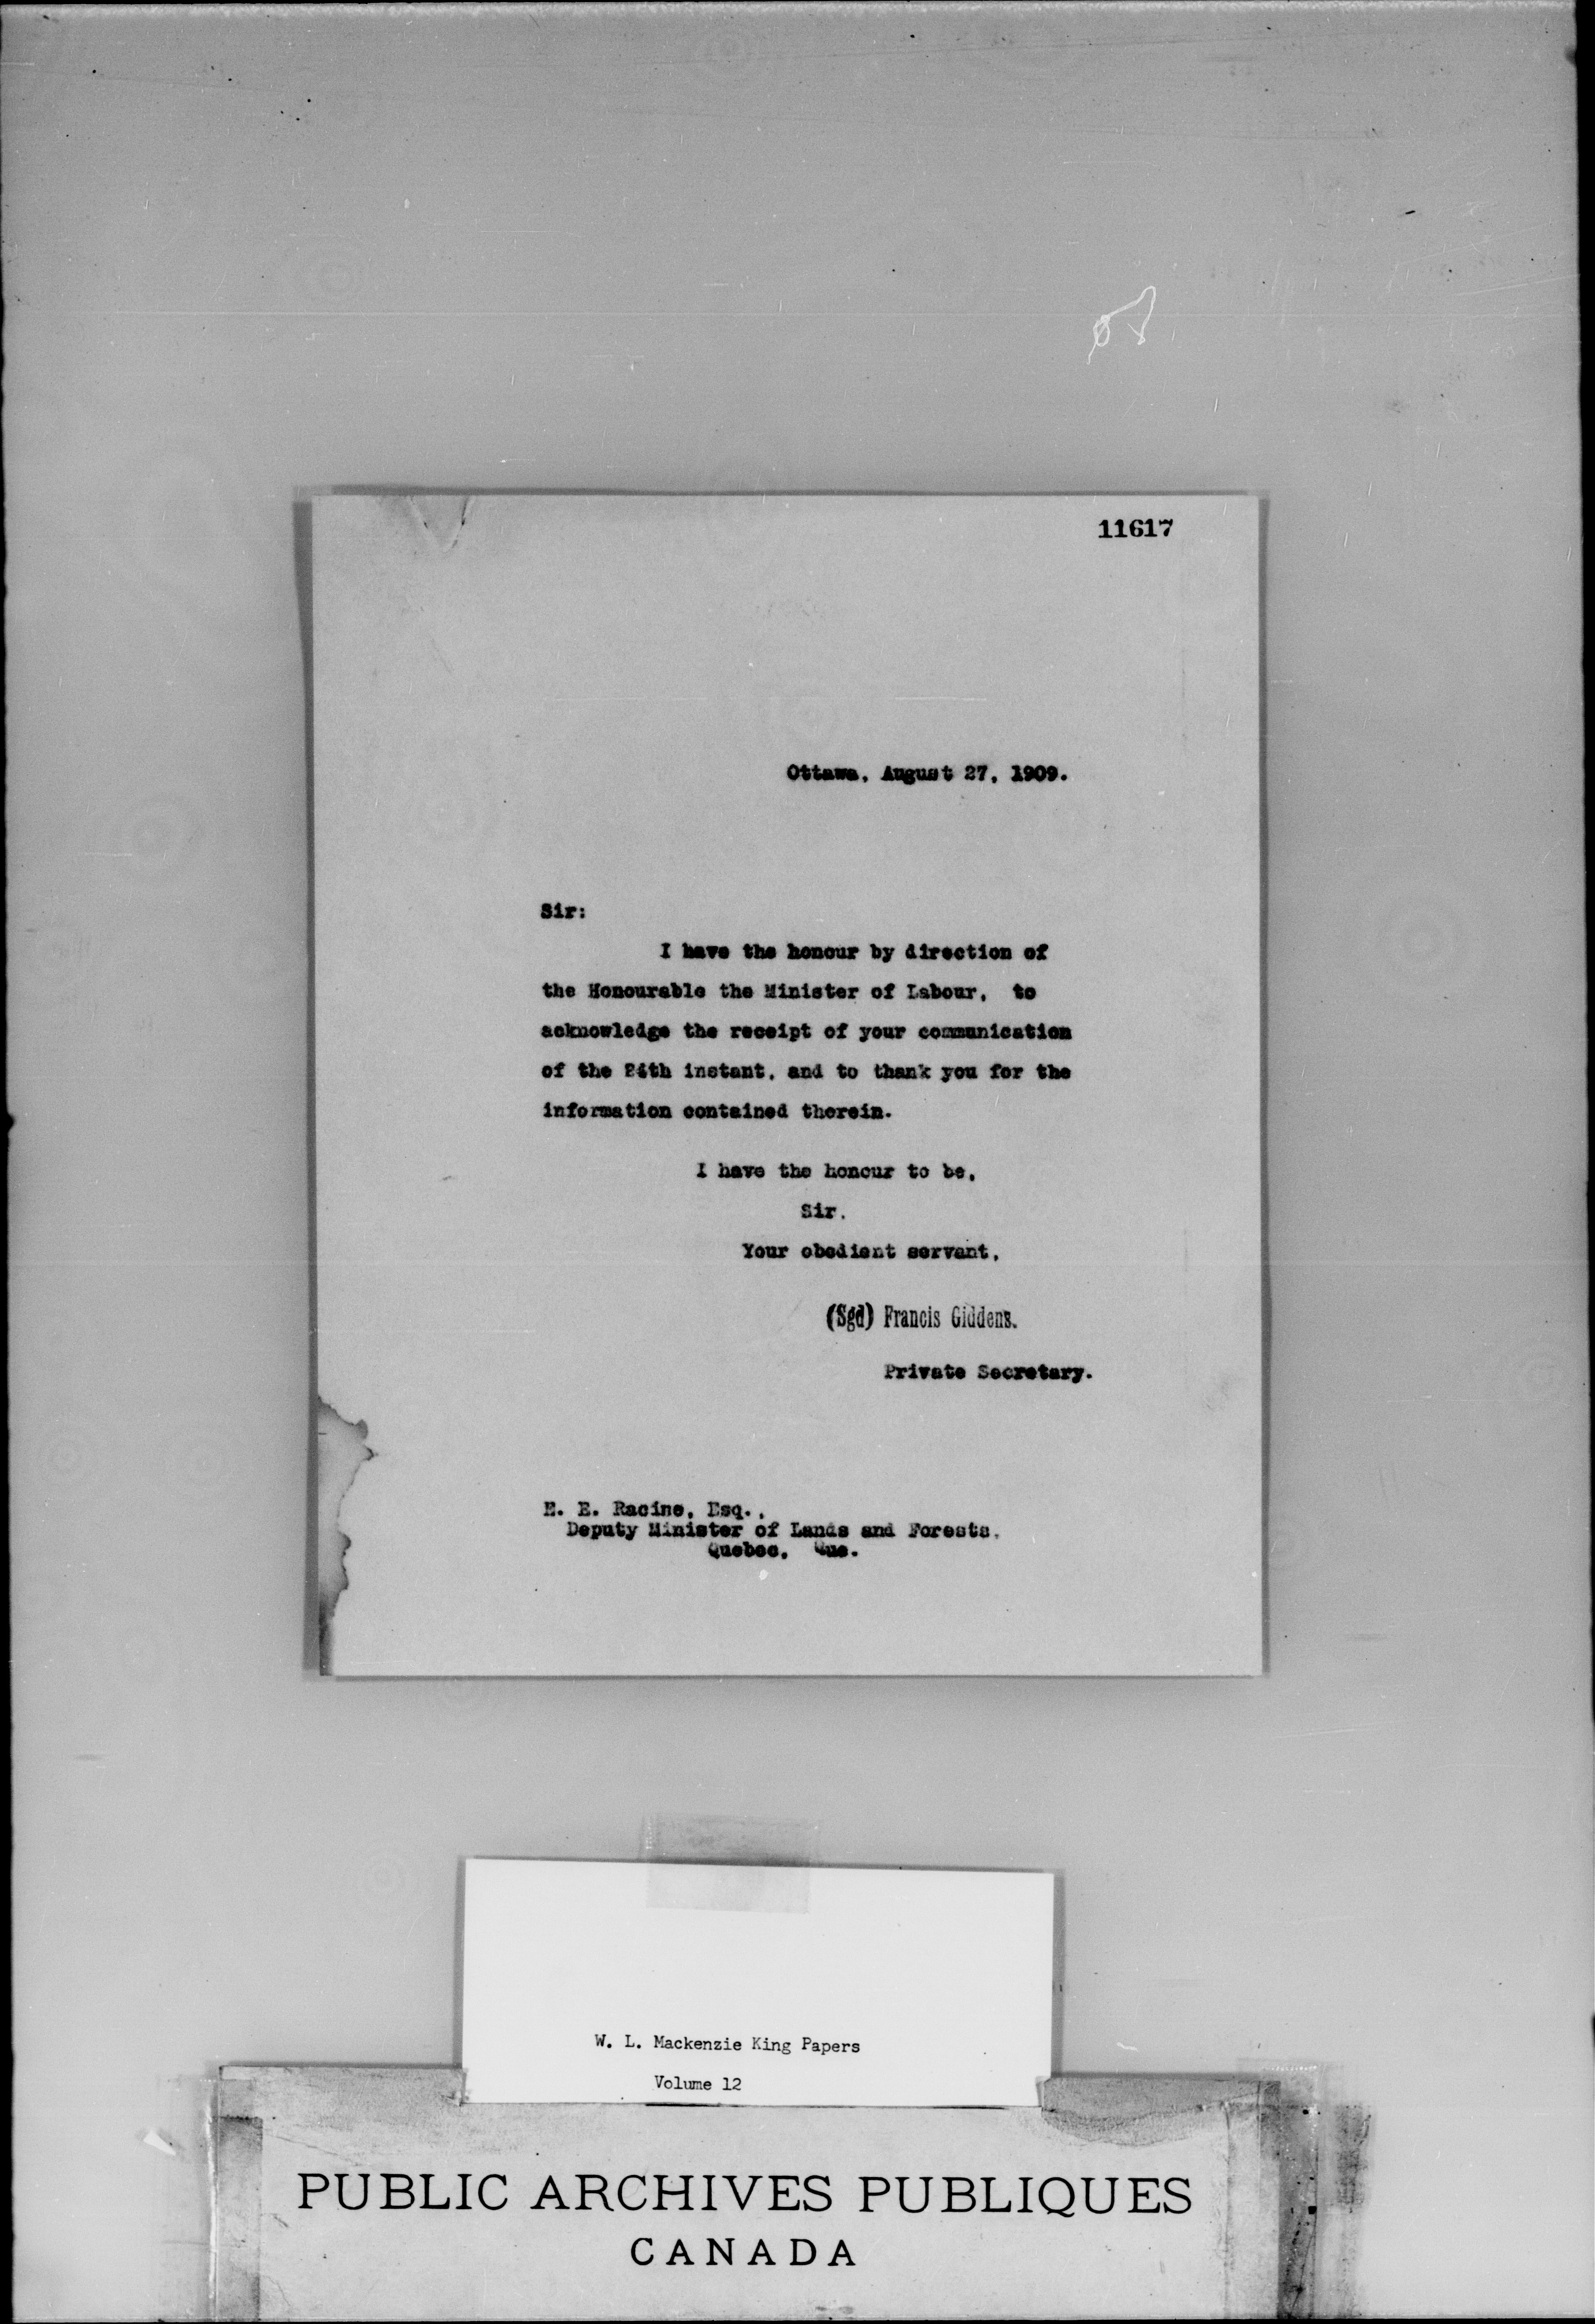 11617
Ottawa, August 27, 1909.
Sir:
I have the honour by direction of
the Honourable the Minister of Labour, to
acknowledge the receipt of your communication
of the 24th instant, and to thank you for the
information contained therein.
I have the honour to be,
Sir,
Your obedient servant,
(Sgd) Francis Giddens.
Private Secretary.
E. E. Racine, Esq.,
Deputy Minister of Lands and Forests,
Quebec, Que.
W. L. Mackenzie King Papers
Volume 12
PUBLIC ARCHIVES PUBLIQUES
CANADA